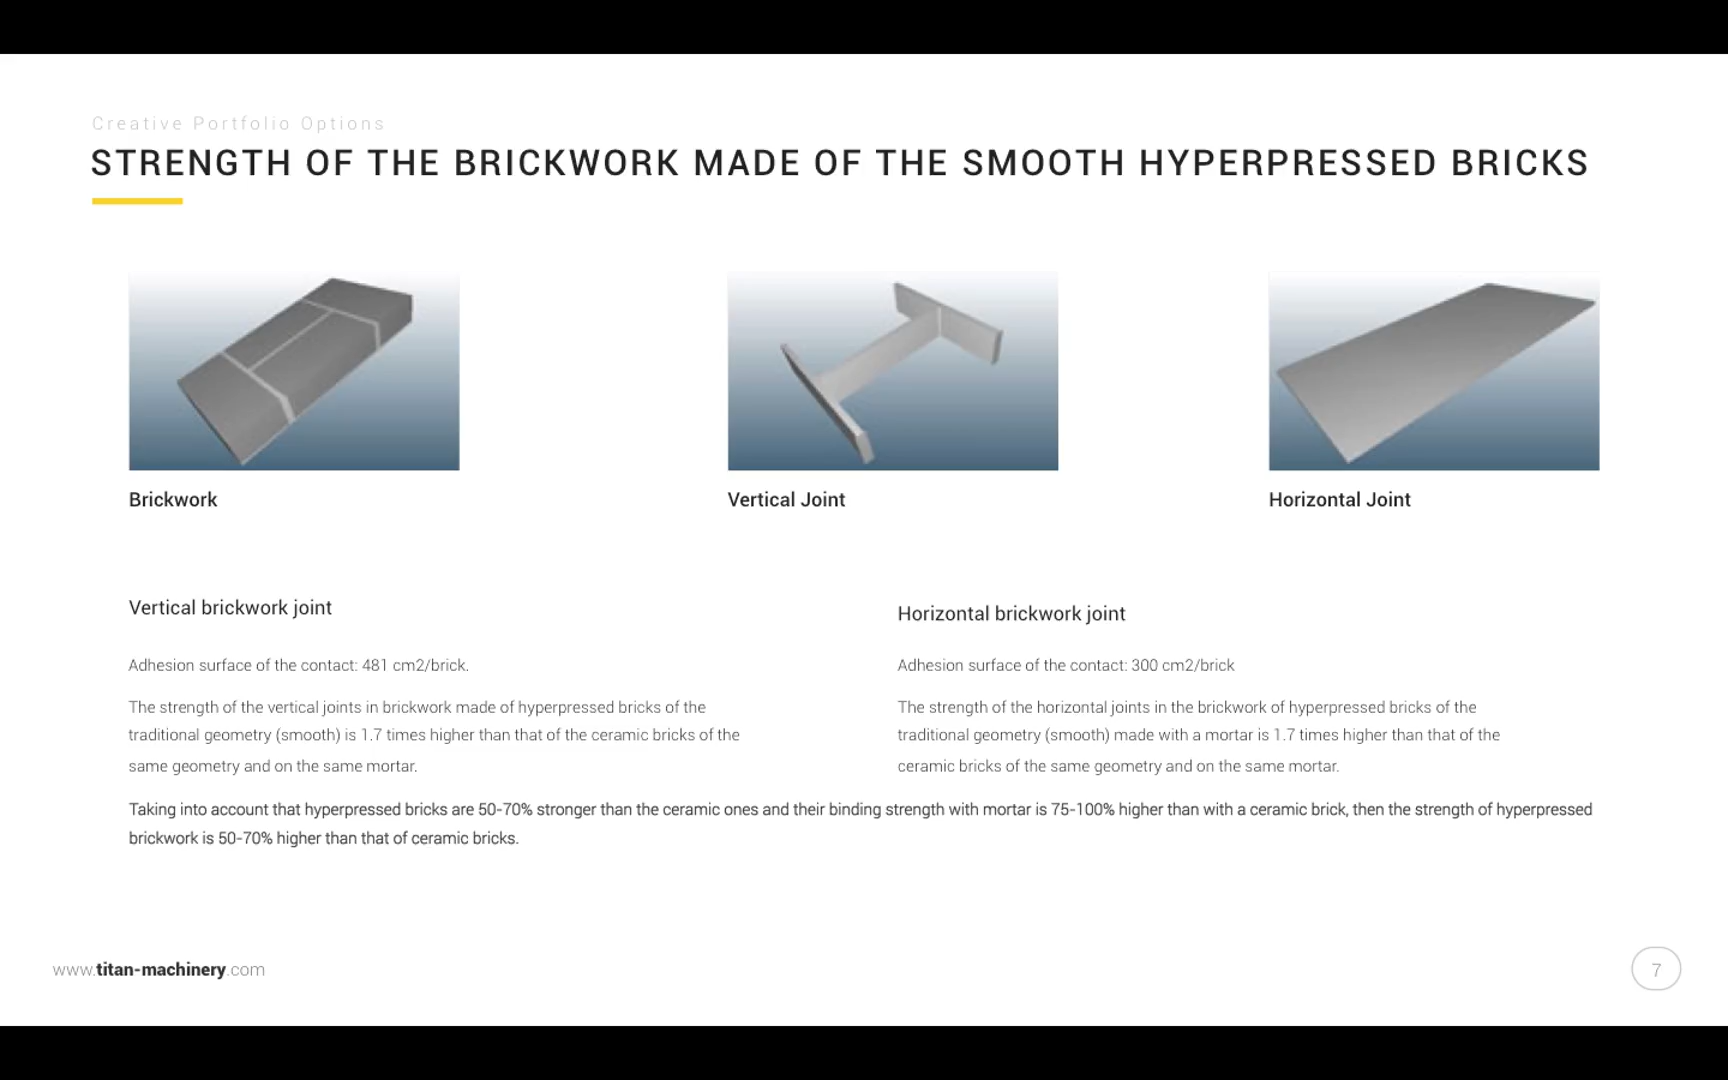 Creative Portfolio Options
STRENGTH OF THE BRICKWORK MADE OF THE SMOOTH HYPERPRESSED BRICKS
Brickwork
Vertical Joint
Horizontal Joint
Vertical brickwork joint
Adhesion surface of the contact: 481 cm2/brick.
The strength of the vertical joints in brickwork made of hyperpressed bricks of the
traditional geometry (smooth) is 1.7 times higher than that of the ceramic bricks of the
same geometry and on the same mortar.
Horizontal brickwork joint
Adhesion surface of the contact: 300 cm2/brick
The strength of the horizontal joints in the brickwork of hyperpressed bricks of the
traditional geometry (smooth) made with a mortar is 1.7 times higher than that of the
ceramic bricks of the same geometry and on the same mortar.
Taking into account that hyperpressed bricks are 50-70% stronger than the ceramic ones and their binding strength with mortar is 75-100% higher than with a ceramic brick, then the strength of hyperpressed
brickwork is 50-70% higher than that of ceramic bricks.
www.titan-machinery.com
7